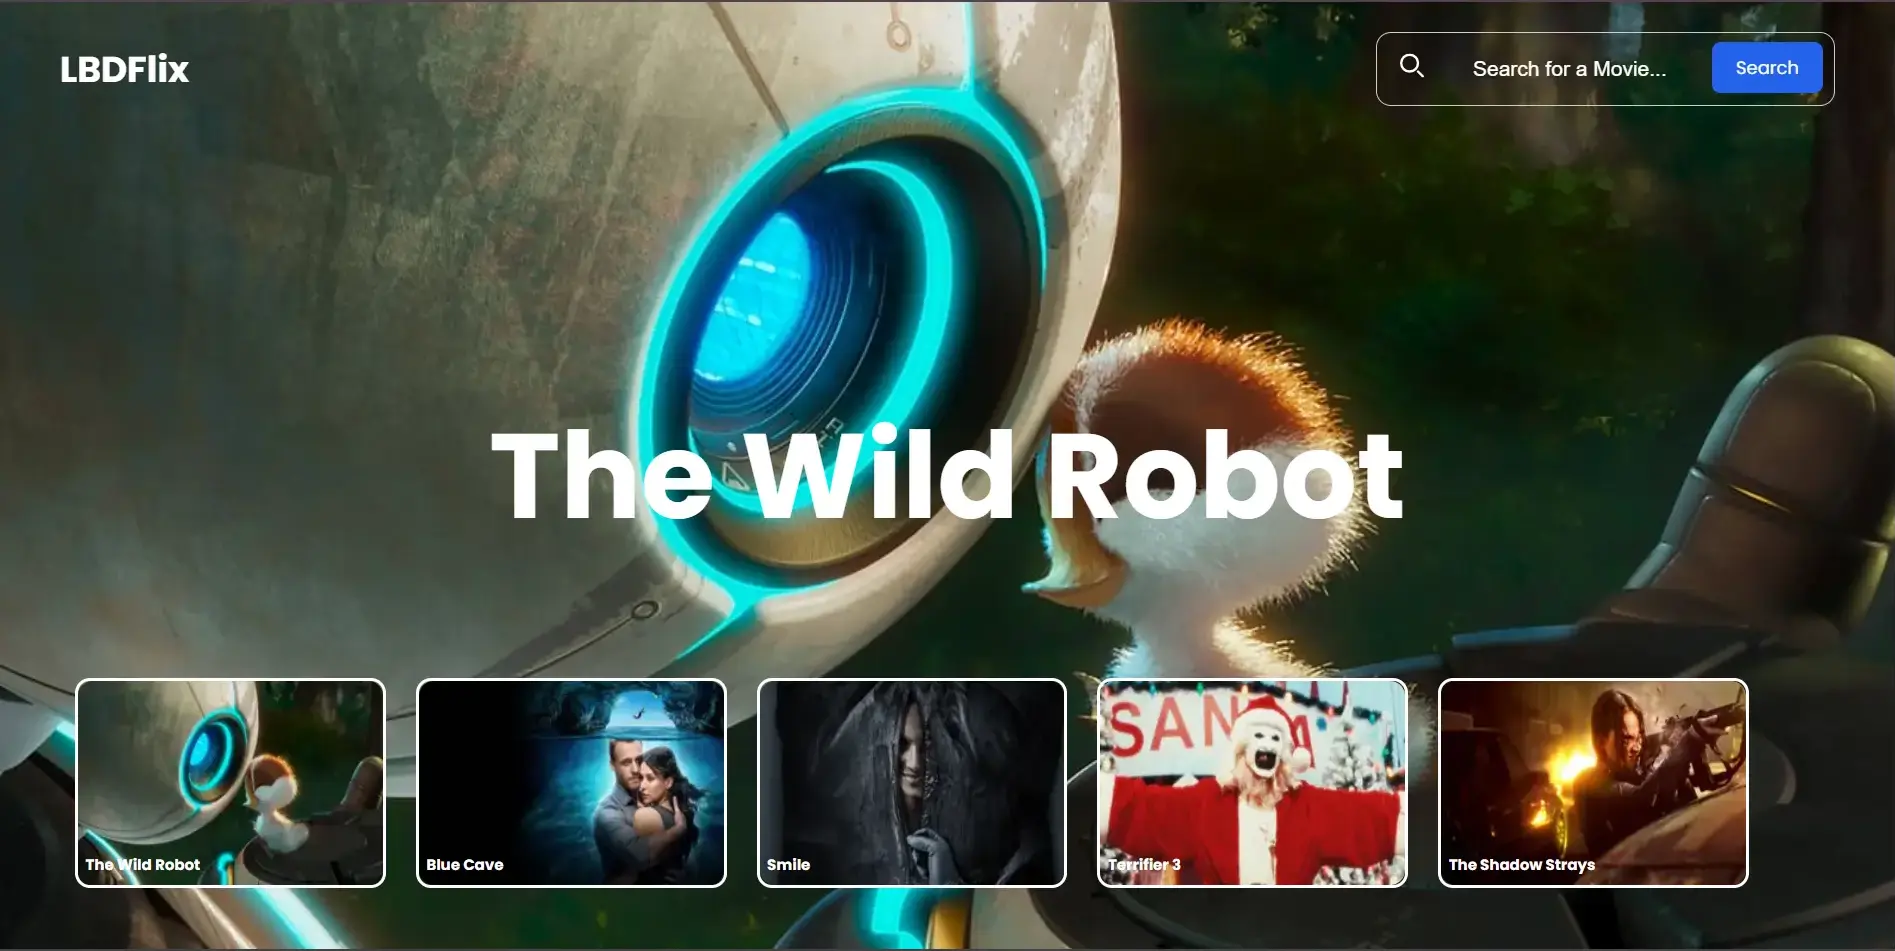 LBDFlix
Search for a Movie...
Search
The Wild Robot
The Wild Robot
Blue Cave
Smile
SANTA
Terrifier 3
The Shadow Strays